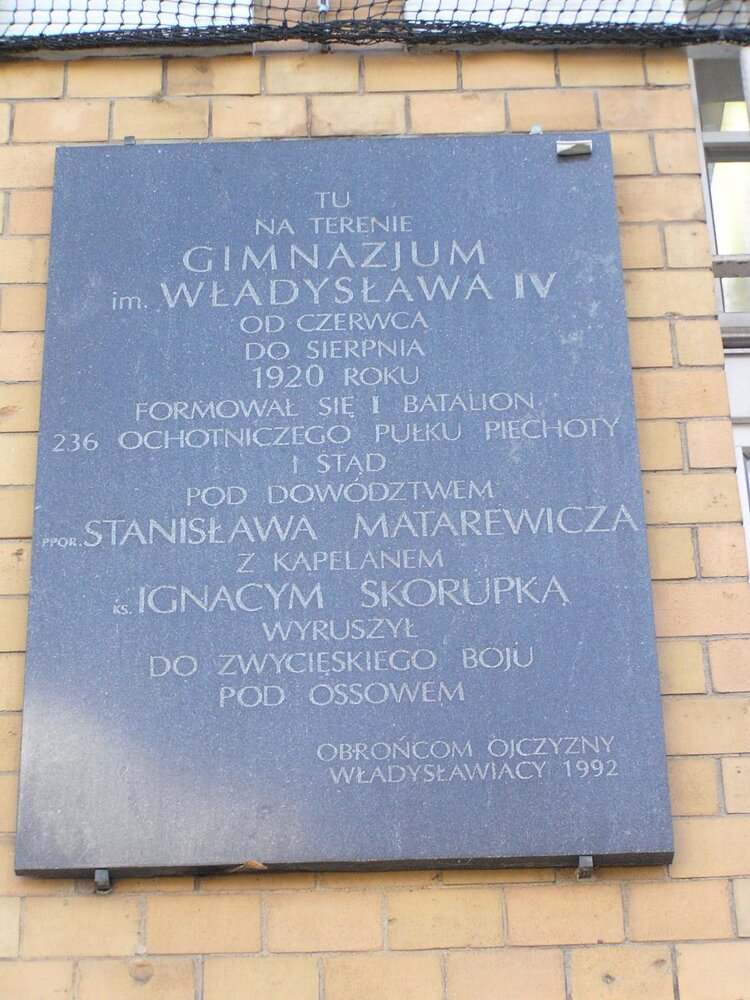 TU
NA TERENIE
GIMNAZJUM
im. WŁADYSŁAWA IV
OD CZERWCA
DO SIERPNIA
1920 ROKU
FORMOWAŁ SIĘ I BATALION
236 OCHOTNICZEGO PUŁKU PIECHOTY
I STĄD
POD DOWÓDZTWEM
PPOR. STANISŁAWA MATAREWICZA
Z KAPELANEM
KS. IGNACYM SKORUPKĄ
WYRUSZYŁ
DO ZWYCIĘSKIEGO BOJU
POD OSSOWEM
OBROŃCOM OJCZYZNY
WŁADYSŁAWIACY 1992